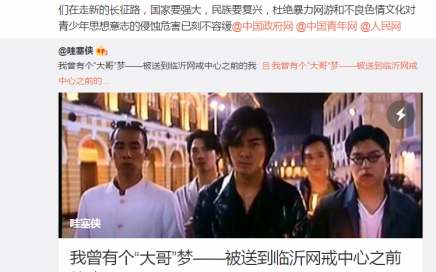 们在走新的长征路，国家要强大，民族要复兴，杜绝暴力网游和不良色情文化对
青少年思想意志的侵蚀危害已刻不容缓@中国政府网 @中国青年网 @人民网
@哇塞侠
我曾有个“大哥”梦——被送到临沂网戒中心之前的我 我曾有个“大哥”梦——被送到临沂网戒
中心之前的...
哇塞侠
我曾有个“大哥”梦——被送到临沂网戒中心之前